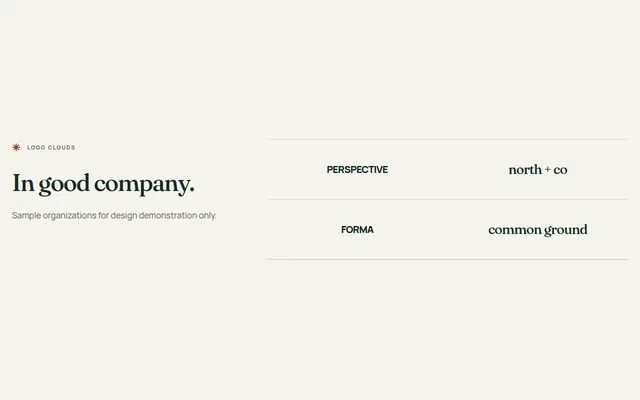 LOGO CLOUDS
In good company.
Sample organizations for design demonstration only.
PERSPECTIVE
north + co
FORMA
common ground